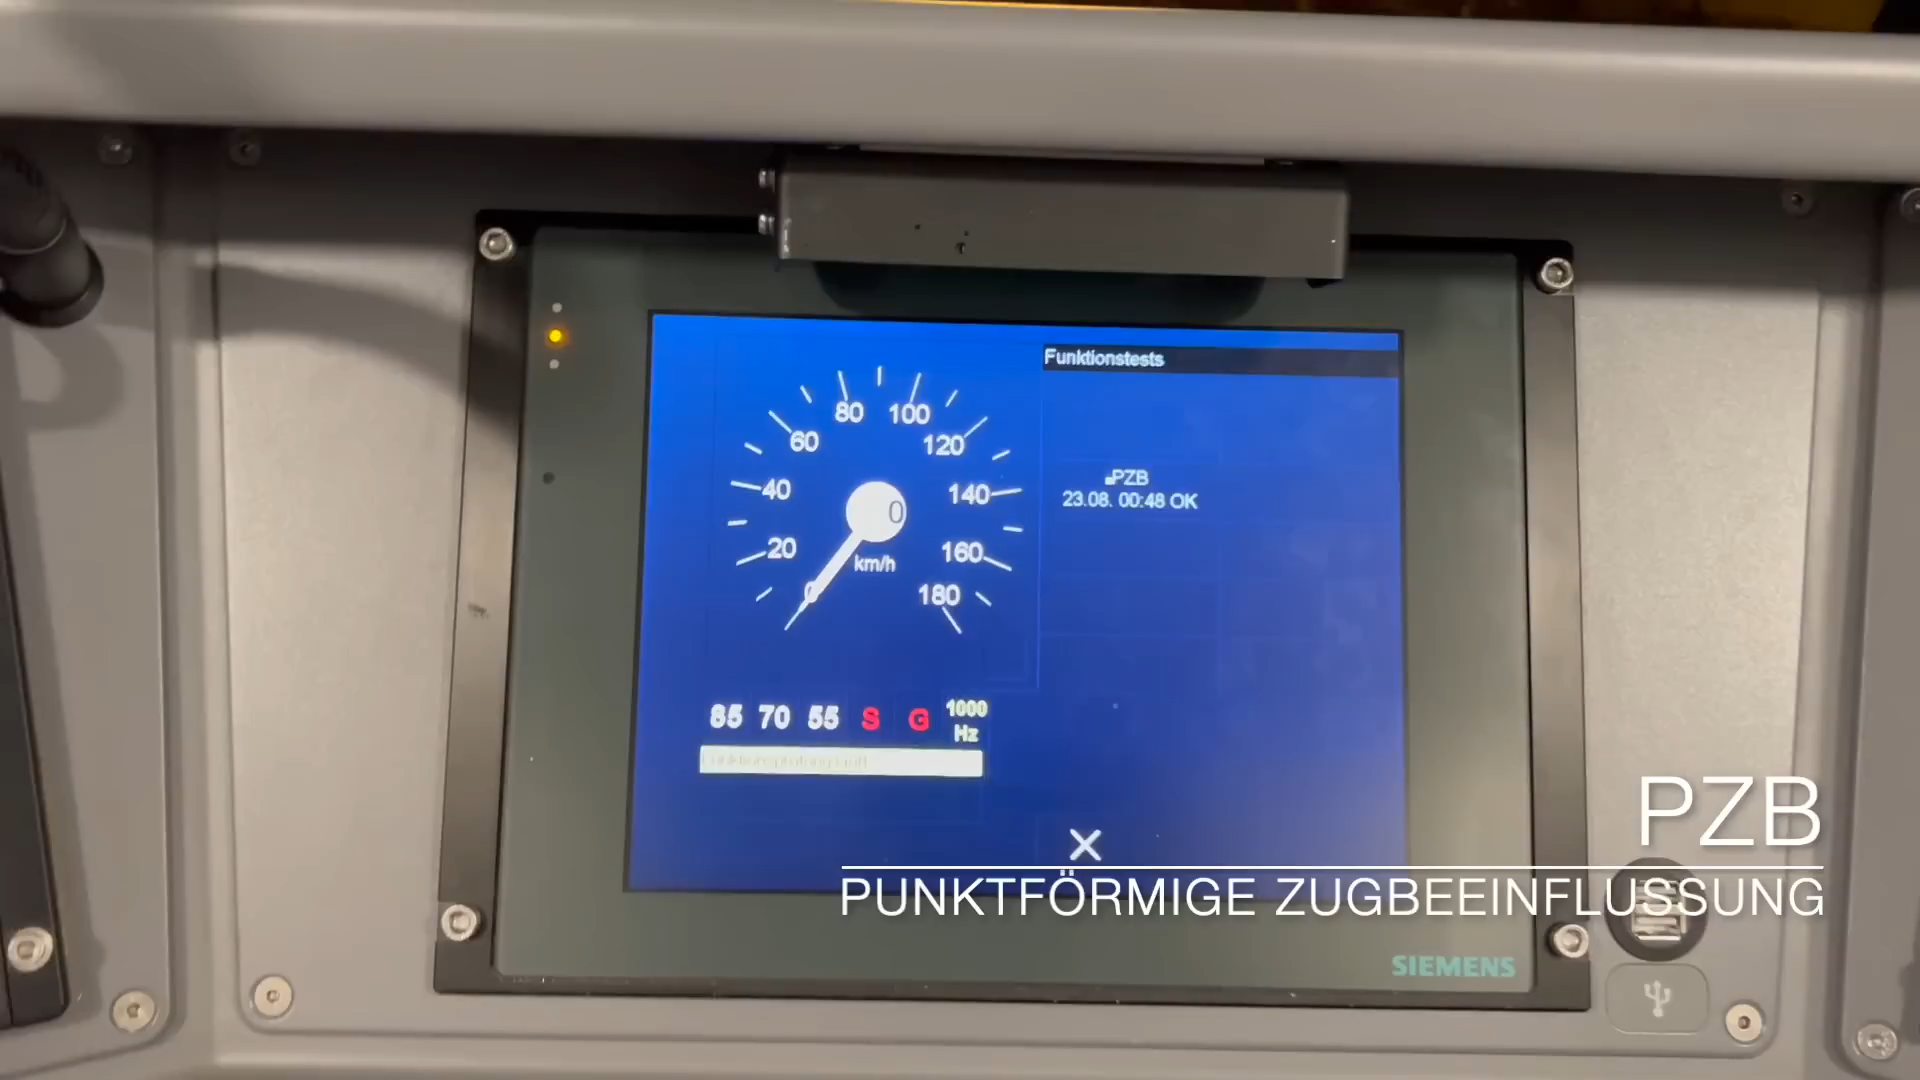 Funktionstests
80 100
60 120
40 140
0
20 160
km/h
0 180
PZB
23.08. 00:48 OK
85 70 55 S G 1000
Hz
PZB
PUNKTFÖRMIGE ZUGBEEINFLUSSUNG
SIEMENS